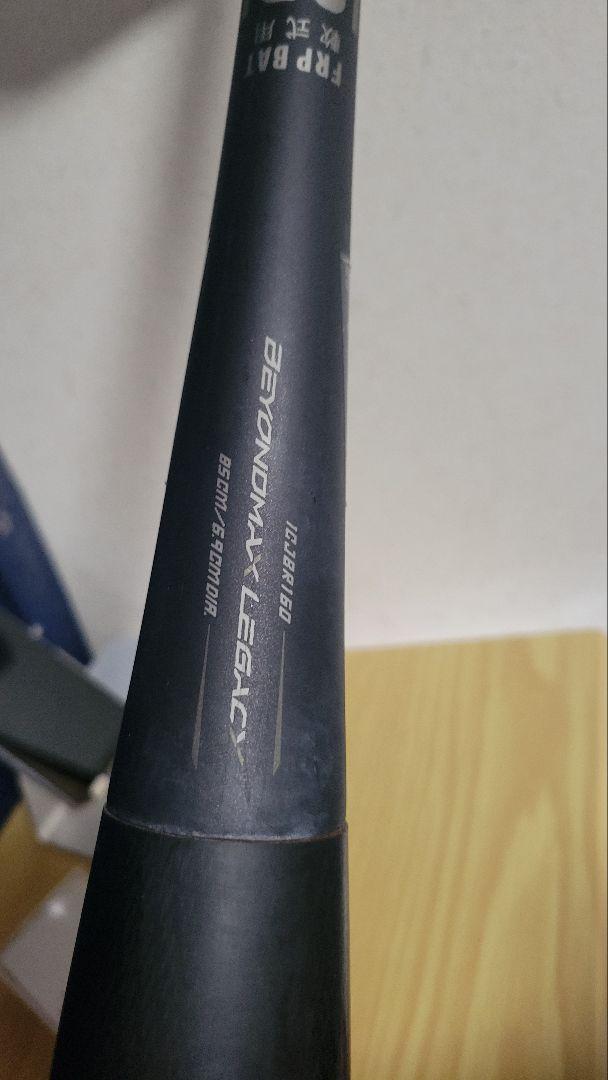 軟式用
FRP BAT
1CJBR160
BEYONDMAX LEGACY
85CM/6.9CMDIA.